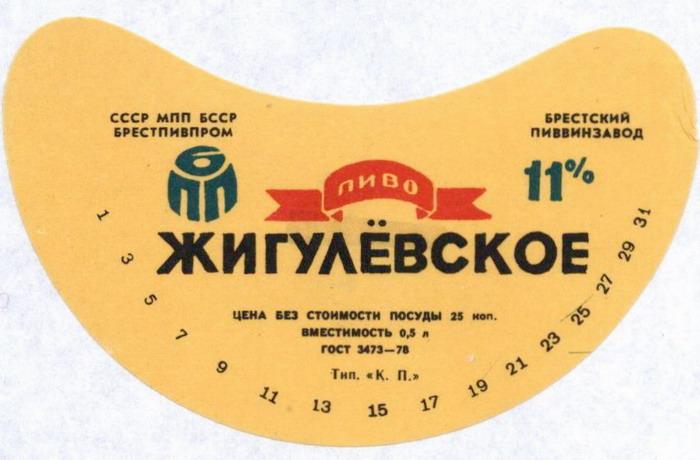 СССР МПП БССР
БРЕСТПИВПРОМ
БПП
БРЕСТСКИЙ
ПИВВИНЗАВОД
11%
ПИВО
ЖИГУЛЁВСКОЕ
ЦЕНА БЕЗ СТОИМОСТИ ПОСУДЫ 25 коп.
ВМЕСТИМОСТЬ 0,5 л
ГОСТ 3473—78
Тип. «К. П.»
1 3 5 7 9 11 13 15 17 19 21 23 25 27 29 31